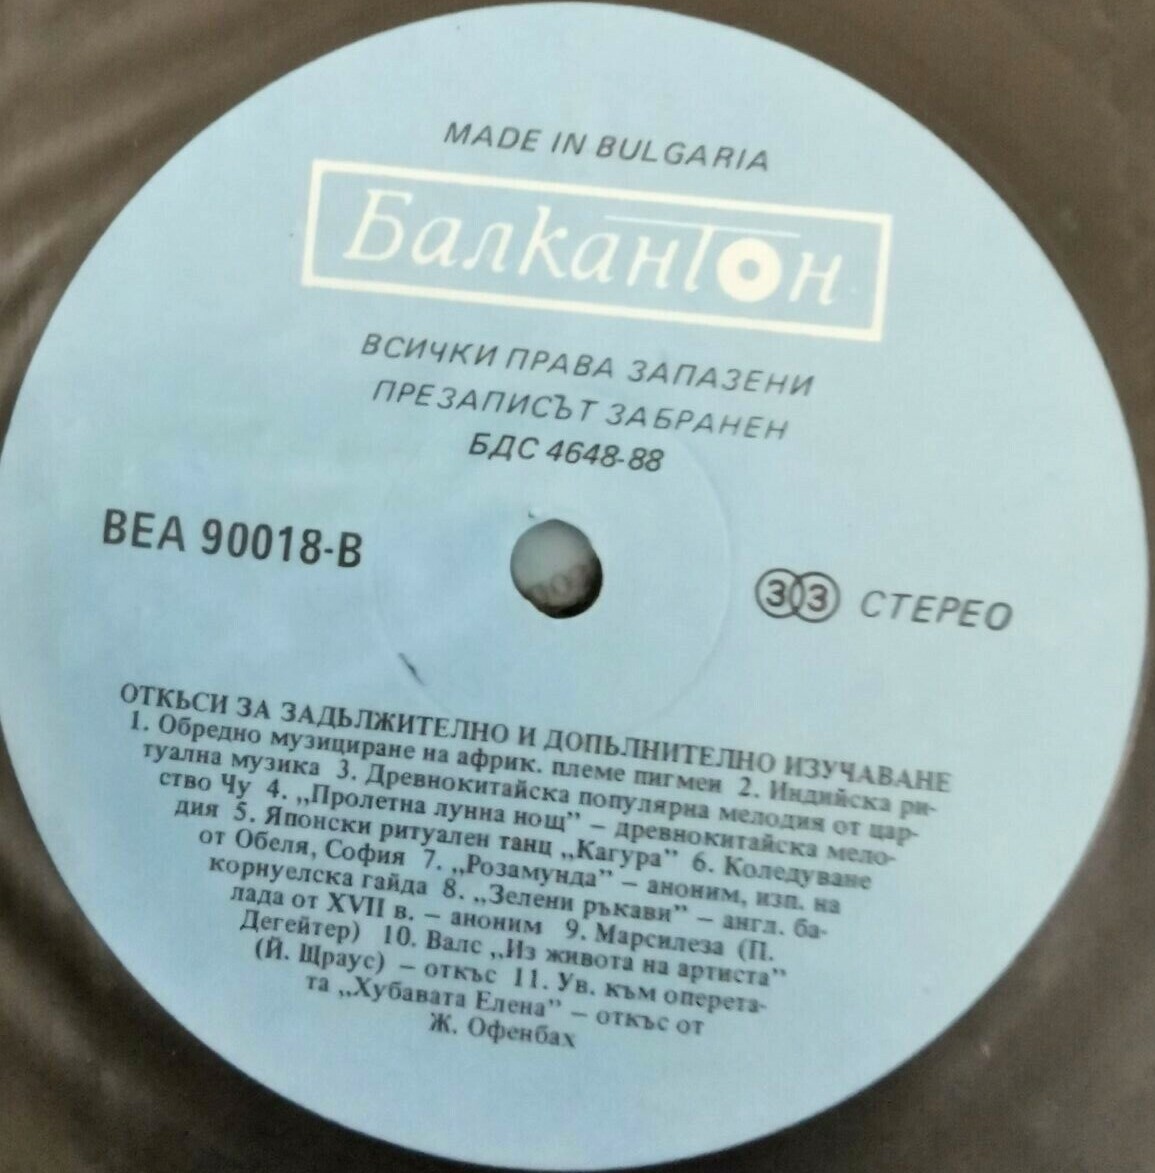 MADE IN BULGARIA
Балкантон
ВСИЧКИ ПРАВА ЗАПАЗЕНИ
ПРЕЗАПИСЪТ ЗАБРАНЕН
БДС 4648-88
ВЕА 90018-В
33 СТЕРЕО
ОТКЪСИ ЗА ЗАДЪЛЖИТЕЛНО И ДОПЪЛНИТЕЛНО ИЗУЧАВАНЕ
1. Обредно музициране на африк. племе пигмеи 2. Индийска ри-
туална музика 3. Древнокитайска популярна мелодия от цар-
ство Чу 4. „Пролетна лунна нощ” – древнокитайска мело-
дия 5. Японски ритуален танц „Кагура” 6. Коледуване
от Обеля, София 7. „Розамунда” – аноним, изп. на
корнуелска гайда 8. „Зелени ръкави” – англ. ба-
лада от XVII в. – аноним 9. Марсилеза (П.
Дегейтер) 10. Валс „Из живота на артиста”
(Й. Щраус) – откъс 11. Ув. към оперета-
та „Хубавата Елена” – откъс от
Ж. Офенбах